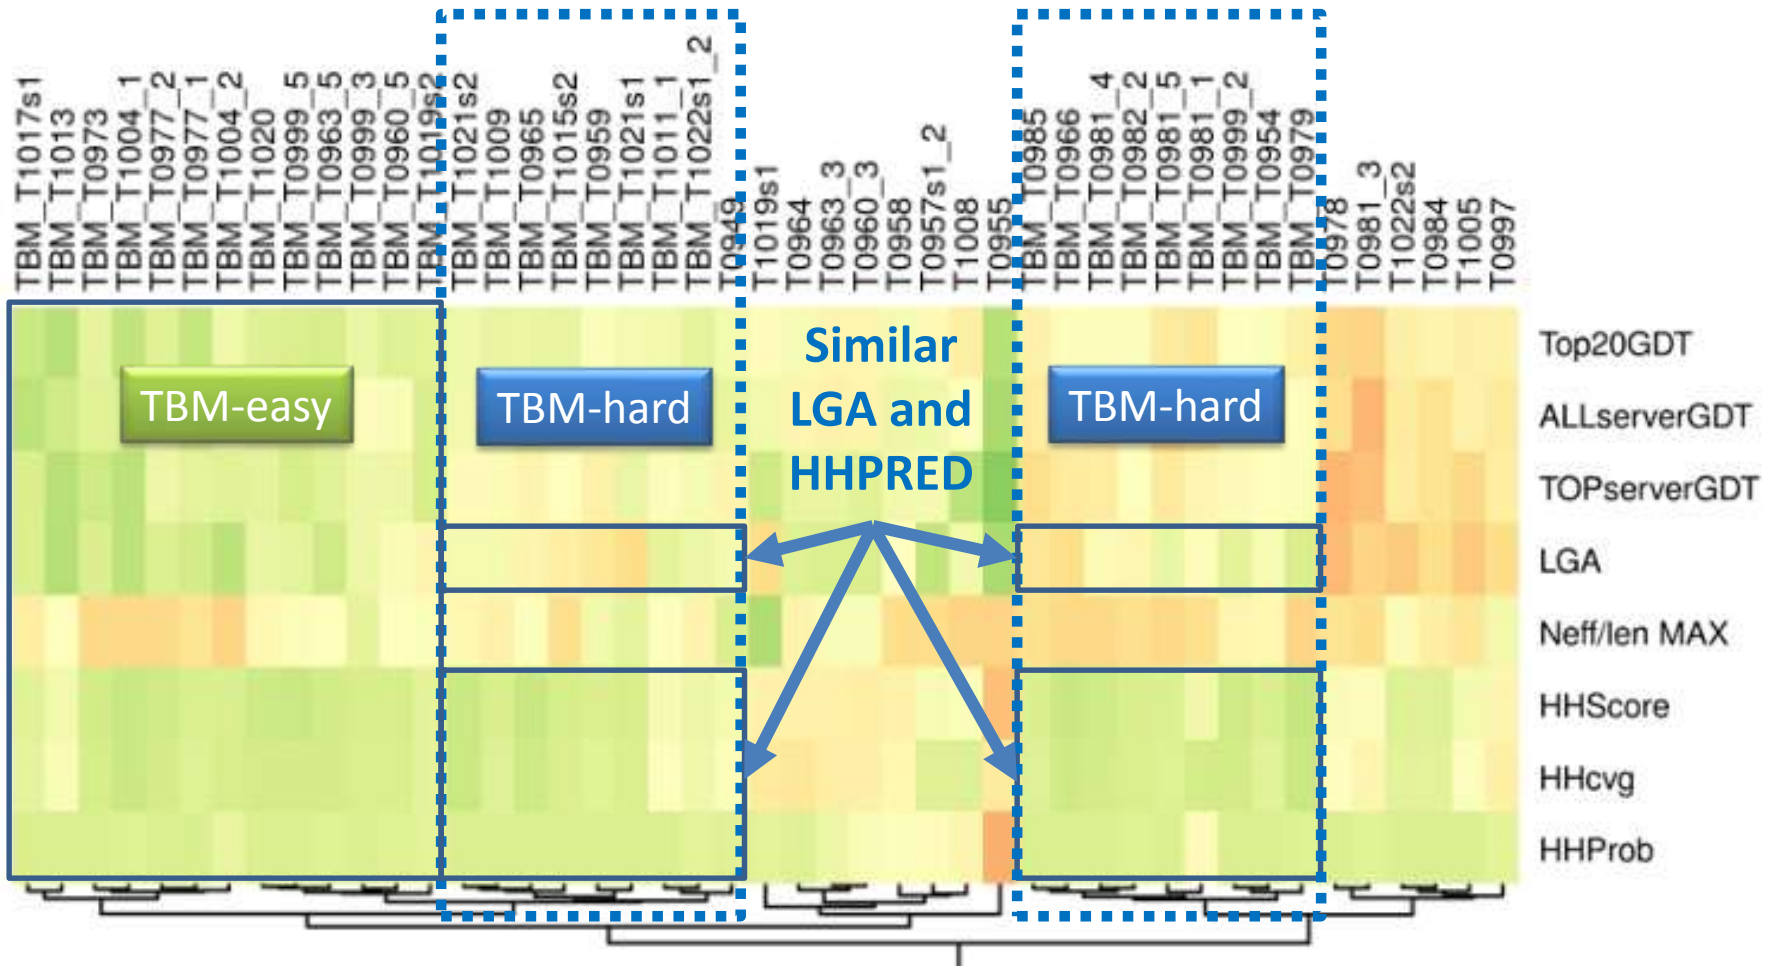 TBM_T1017s1
TBM_T1013
TBM_T0973
TBM_T1004_1
TBM_T0977_2
TBM_T0977_1
TBM_T1004_2
TBM_T1020
TBM_T0999_5
TBM_T0963_5
TBM_T0999_3
TBM_T0960_5
TBM_T1019s2
TBM_T1021s2
TBM_T1009
TBM_T0965
TBM_T1015s2
TBM_T0959
TBM_T1021s1
TBM_T1011_1
TBM_T1022s1_2
T0949
T1019s1
T0964
T0963_3
T0960_3
T0958
T0957s1_2
T1008
T0955
TBM_T0985
TBM_T0966
TBM_T0981_4
TBM_T0982_2
TBM_T0981_5
TBM_T0981_1
TBM_T0999_2
TBM_T0954
TBM_T0979
T0978
T0981_3
T1022s2
T0984
T1005
T0997
TBM-easy
TBM-hard
Similar
LGA and
HHPRED
TBM-hard
Top20GDT
ALLserverGDT
TOPserverGDT
LGA
Neff/len MAX
HHScore
HHcvg
HHProb